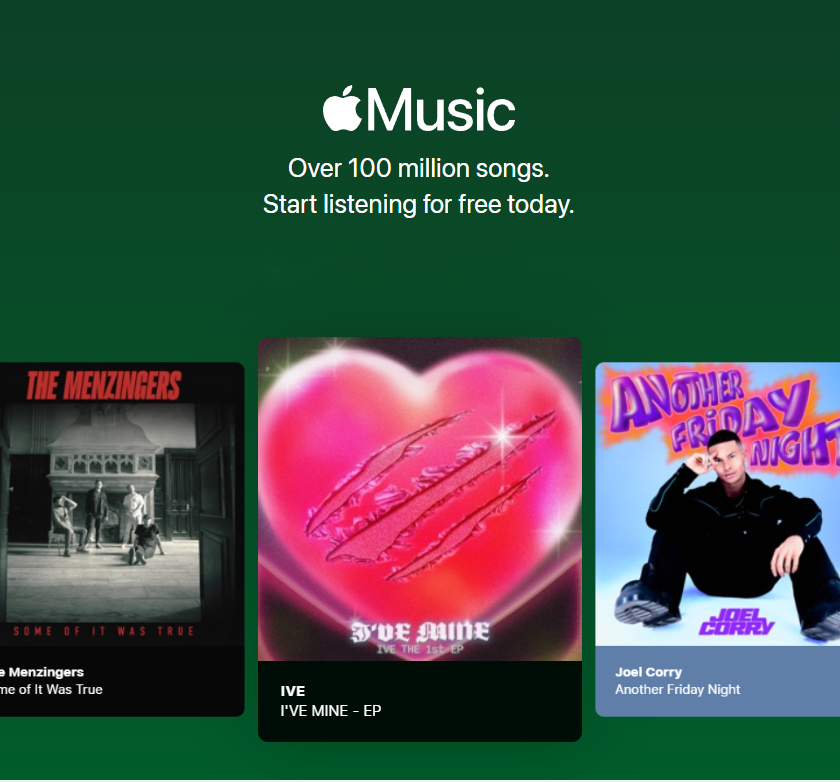 Music
Over 100 million songs.
Start listening for free today.
THE MENZINGERS
SOME OF IT WAS TRUE
e Menzingers
me of It Was True
I'VE MINE
IVE THE 1st EP
IVE
I'VE MINE - EP
ANOTHER
FRiDAY
NIGHT
JOEL
CORRY
Joel Corry
Another Friday Night